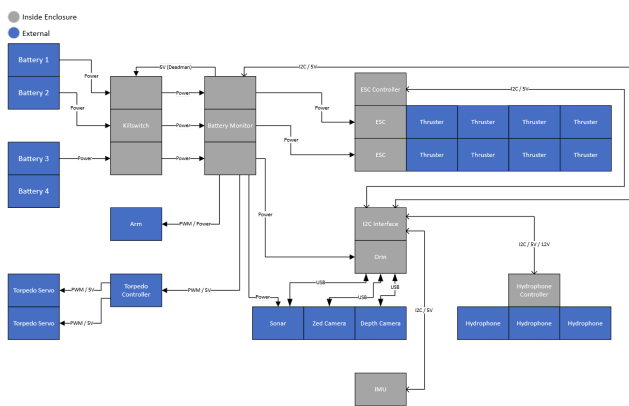 Inside Enclosure
External
Battery 1
Battery 2
Battery 3
Battery 4
Power
Power
Power
5V (Deadman)
Killswitch
Power
Power
Power
Battery Monitor
I2C / 5V
Power
Power
Power
ESC Controller
I2C / 5V
ESC
Thruster
Thruster
Thruster
Thruster
ESC
Thruster
Thruster
Thruster
Thruster
Arm
PWM / Power
I2C Interface
Orin
I2C / 5V / 12V
Torpedo Servo
PWM / 5V
Torpedo
Controller
PWM / 5V
Torpedo Servo
PWM / 5V
Power
USB
USB
USB
Sonar
Zed Camera
Depth Camera
I2C / 5V
Hydrophone
Controller
Hydrophone
Hydrophone
Hydrophone
IMU